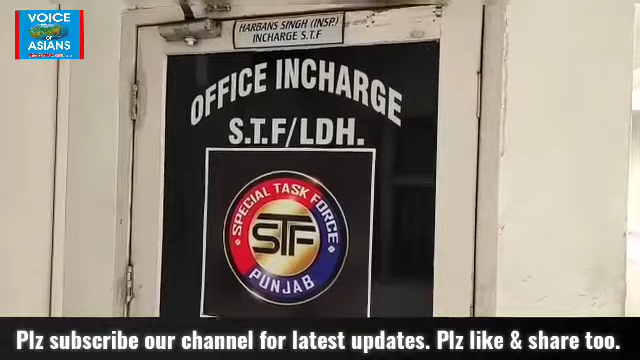 VOICE
OF
ASIANS
HARBANS SINGH (INSP.)
INCHARGE S.T.F
OFFICE INCHARGE
S.T.F/LDH.
SPECIAL TASK FORCE
STF
PUNJAB
Plz subscribe our channel for latest updates. Plz like & share too.